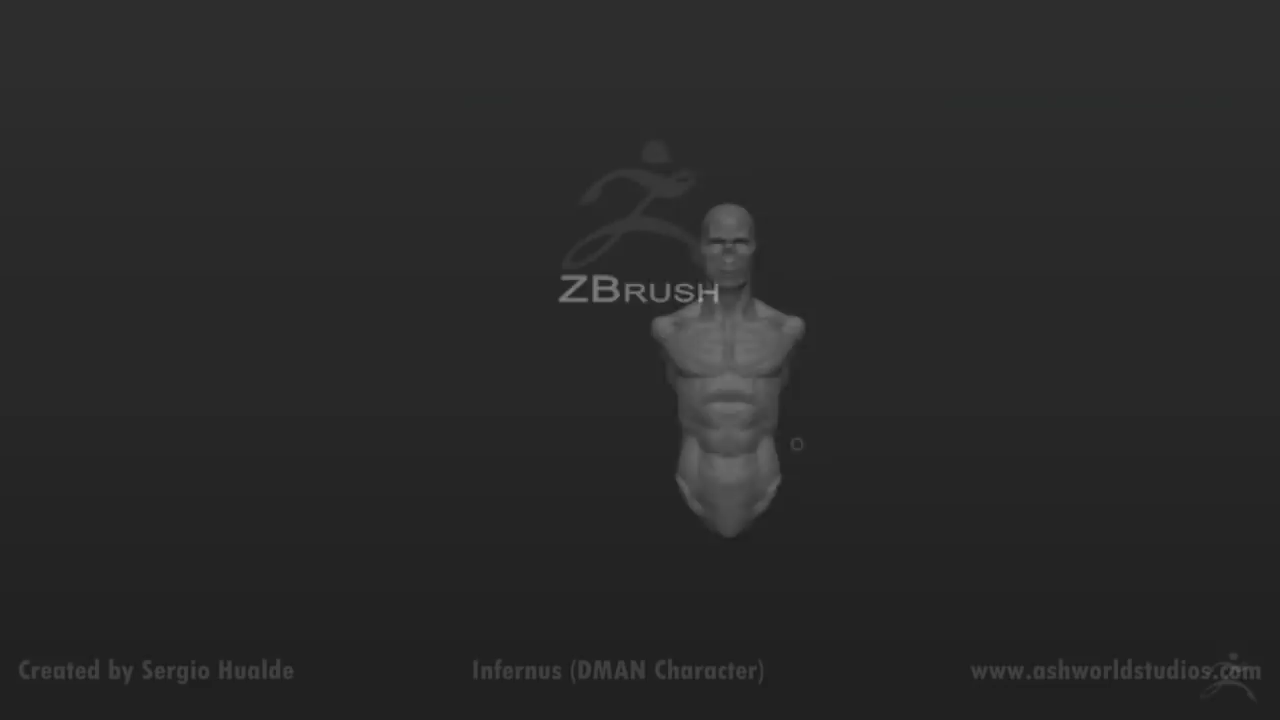 ZBRUSH
Created by Sergio Hualde
Infernus (DMAN Character)
www.ashworldstudios.com